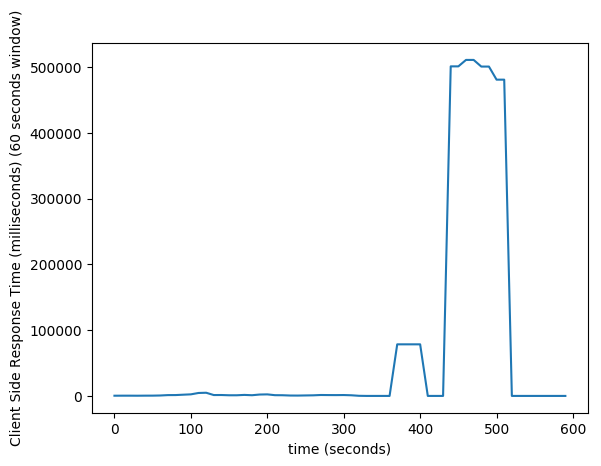 Client Side Response Time (milliseconds) (60 seconds window)
500000
400000
300000
200000
100000
0
0 100 200 300 400 500 600
time (seconds)